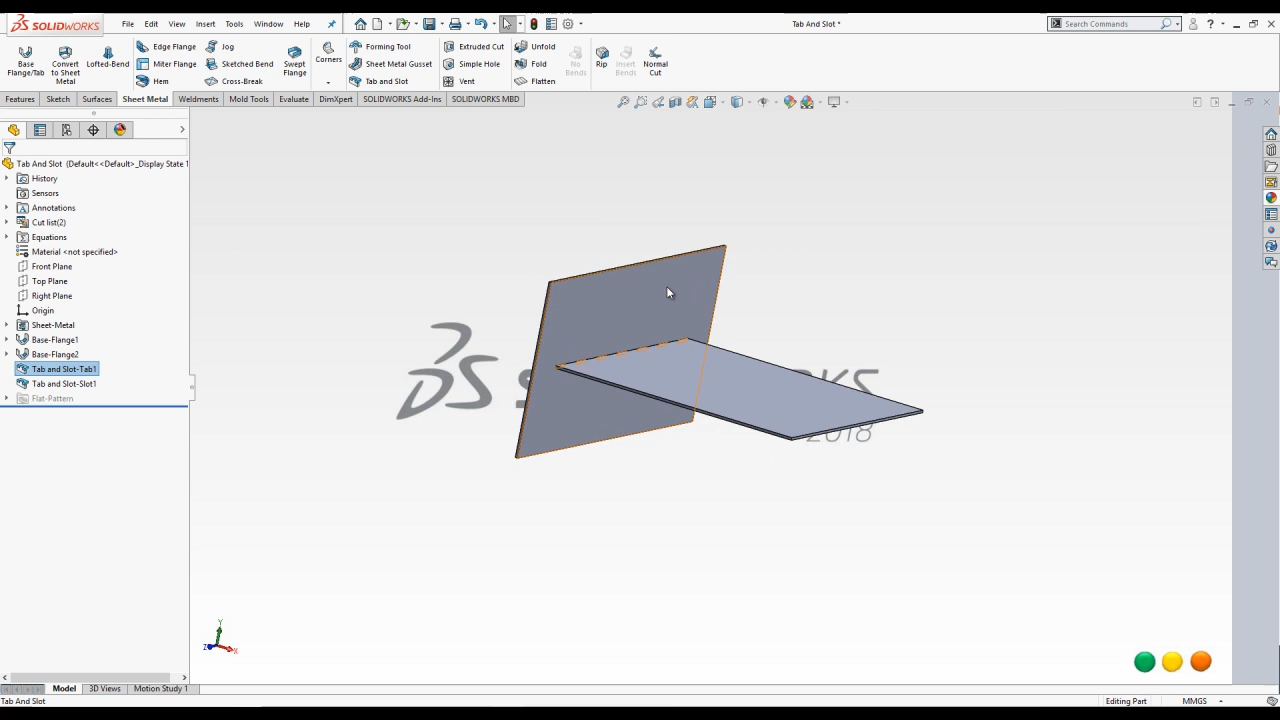 SOLIDWORKS File Edit View Insert Tools Window Help Tab And Slot * Search Commands ?
Base Flange/Tab
Convert to Sheet Metal
Lofted-Bend
Edge Flange
Miter Flange
Hem
Jog
Sketched Bend
Cross-Break
Swept Flange
Corners
Forming Tool
Sheet Metal Gusset
Tab and Slot
Extruded Cut
Simple Hole
Vent
Unfold
Fold
Flatten
No Bends
Rip
Insert Bends
Normal Cut
Features Sketch Surfaces Sheet Metal Weldments Mold Tools Evaluate DimXpert SOLIDWORKS Add-Ins SOLIDWORKS MBD
Tab And Slot (Default<<Default>_Display State 1
History
Sensors
Annotations
Cut list(2)
Equations
Material <not specified>
Front Plane
Top Plane
Right Plane
Origin
Sheet-Metal
Base-Flange1
Base-Flange2
Tab and Slot-Tab1
Tab and Slot-Slot1
Flat-Pattern
2018
Y
Z X
Model 3D Views Motion Study 1
Tab And Slot Editing Part MMGS